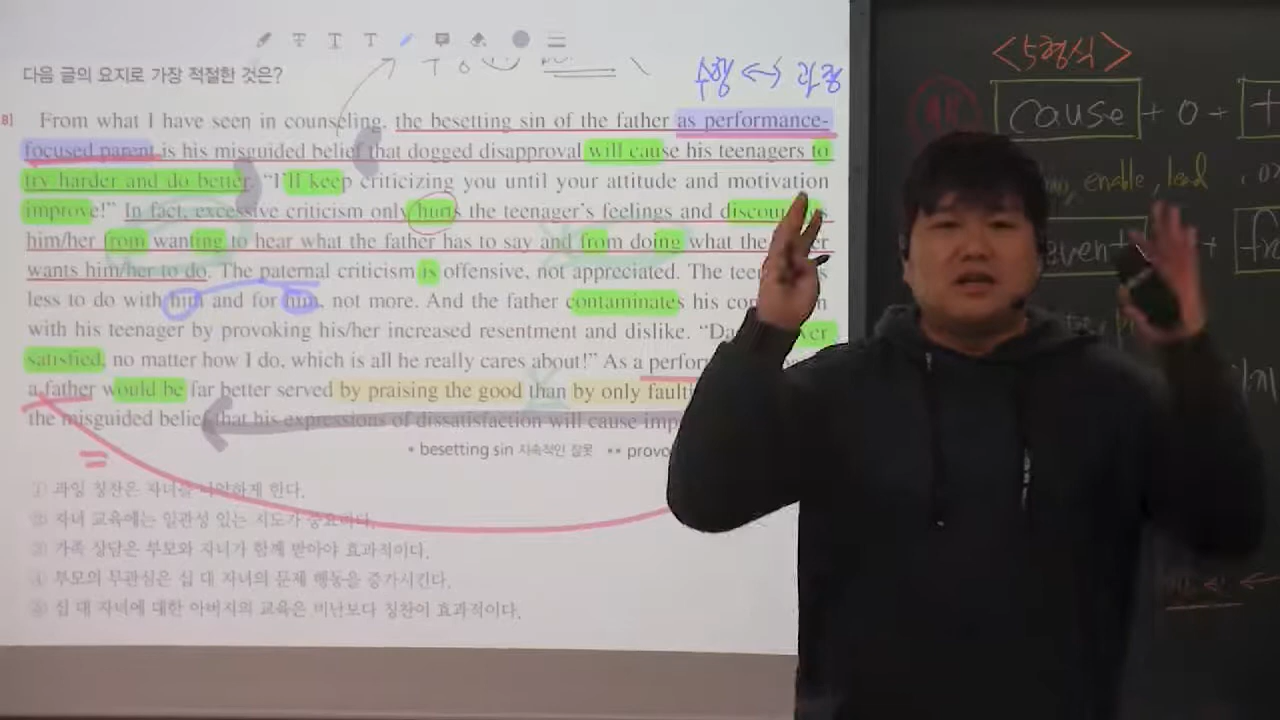 다음 글의 요지로 가장 적절한 것은?
수행 <-> 과정
8] From what I have seen in counseling, the besetting sin of the father as performance-
focused parent is his misguided belief that dogged disapproval will cause his teenagers to
try harder and do better. “I’ll keep criticizing you until your attitude and motivation
improve!” In fact, excessive criticism only hurts the teenager’s feelings and
him/her from wanting to hear what the father has to say and from doing what the
wants him/her to do. The paternal criticism is offensive, not appreciated. The
less to do with him and for him, not more. And the father contaminates his
with his teenager by provoking his/her increased resentment and dislike. “
satisfied, no matter how I do, which is all he really cares about!” As a
a father would be far better served by praising the good than by only
the misguided belief that his expressions of dissatisfaction will cause
* besetting sin 지속적인 잘못 **
=
① 과잉 칭찬은 자녀를 나약하게 한다.
② 자녀 교육에는 일관성 있는 지도가 중요하다.
③ 가족 상담은 부모와 자녀가 함께 받아야 효과적이다.
④ 부모의 무관심은 십 대 자녀의 문제 행동을 증가시킨다.
⑤ 십 대 자녀에 대한 아버지의 교육은 비난보다 칭찬이 효과적이다.
<5형식>
cause + o +
enable, lead